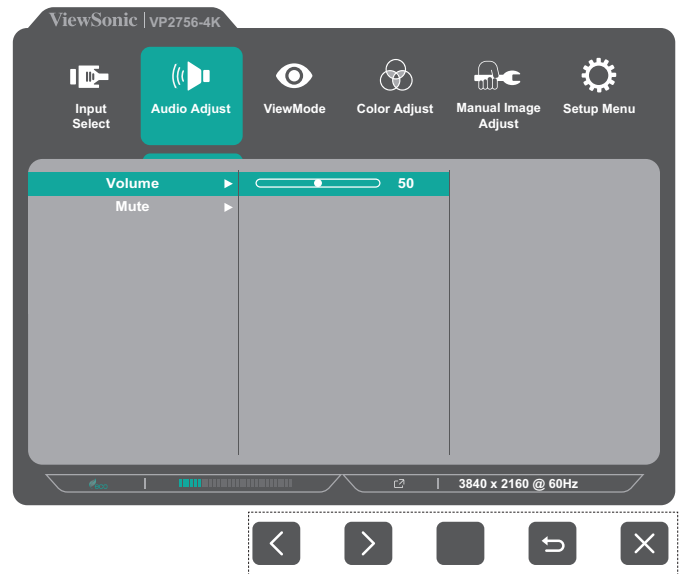 ViewSonic VP2756-4K
Input
Select
Audio Adjust
ViewMode
Color Adjust
Manual Image
Adjust
Setup Menu
Volume 50
Mute
eco
3840 x 2160 @ 60Hz